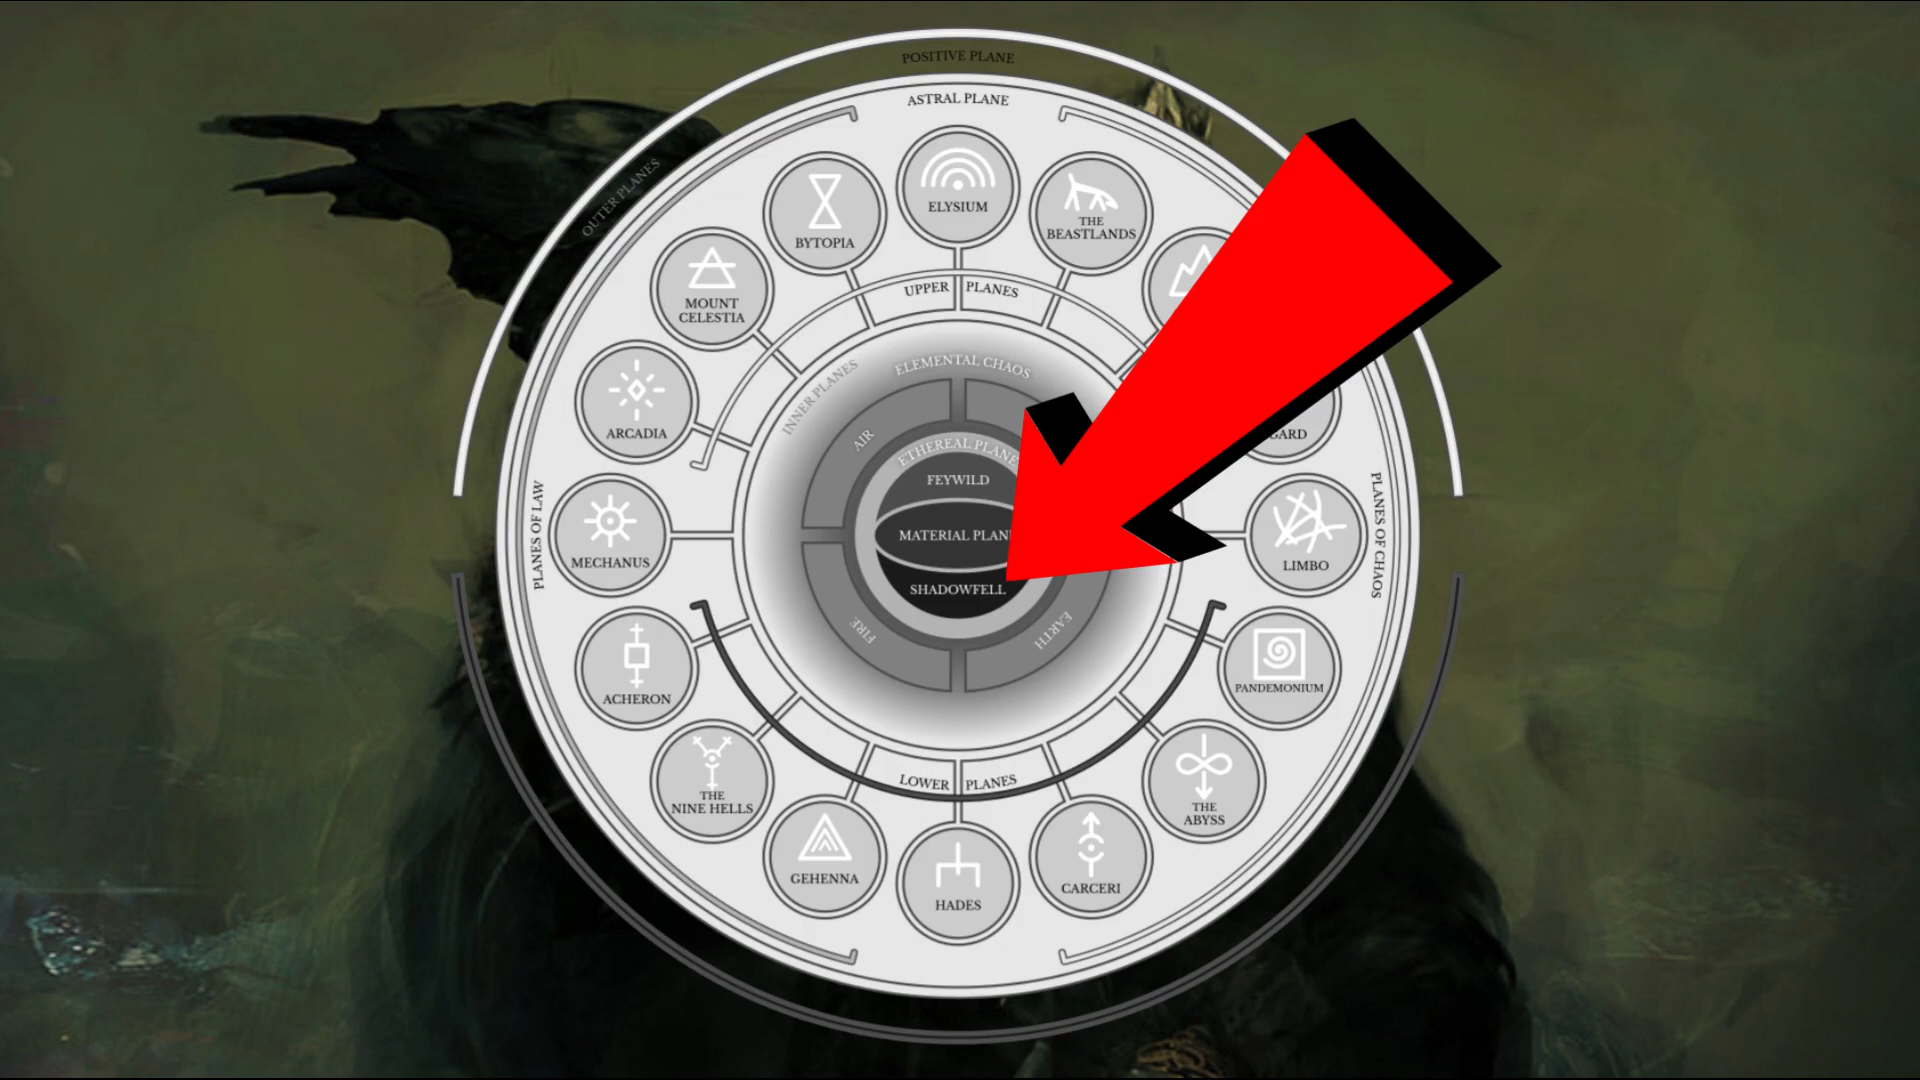 POSITIVE PLANE
ASTRAL PLANE
OUTER PLANES
ELYSIUM
BYTOPIA
THE
BEASTLANDS
MOUNT
CELESTIA
UPPER PLANES
ARCADIA
INNER PLANES
ELEMENTAL CHAOS
AIR
GARD
ETHEREAL PLANE
FEYWILD
PLANES OF LAW
MECHANUS
MATERIAL PLAN
LIMBO
PLANES OF CHAOS
SHADOWFELL
FIRE
EARTH
ACHERON
PANDEMONIUM
THE
NINE HELLS
LOWER PLANES
THE
ABYSS
GEHENNA
HADES
CARCERI